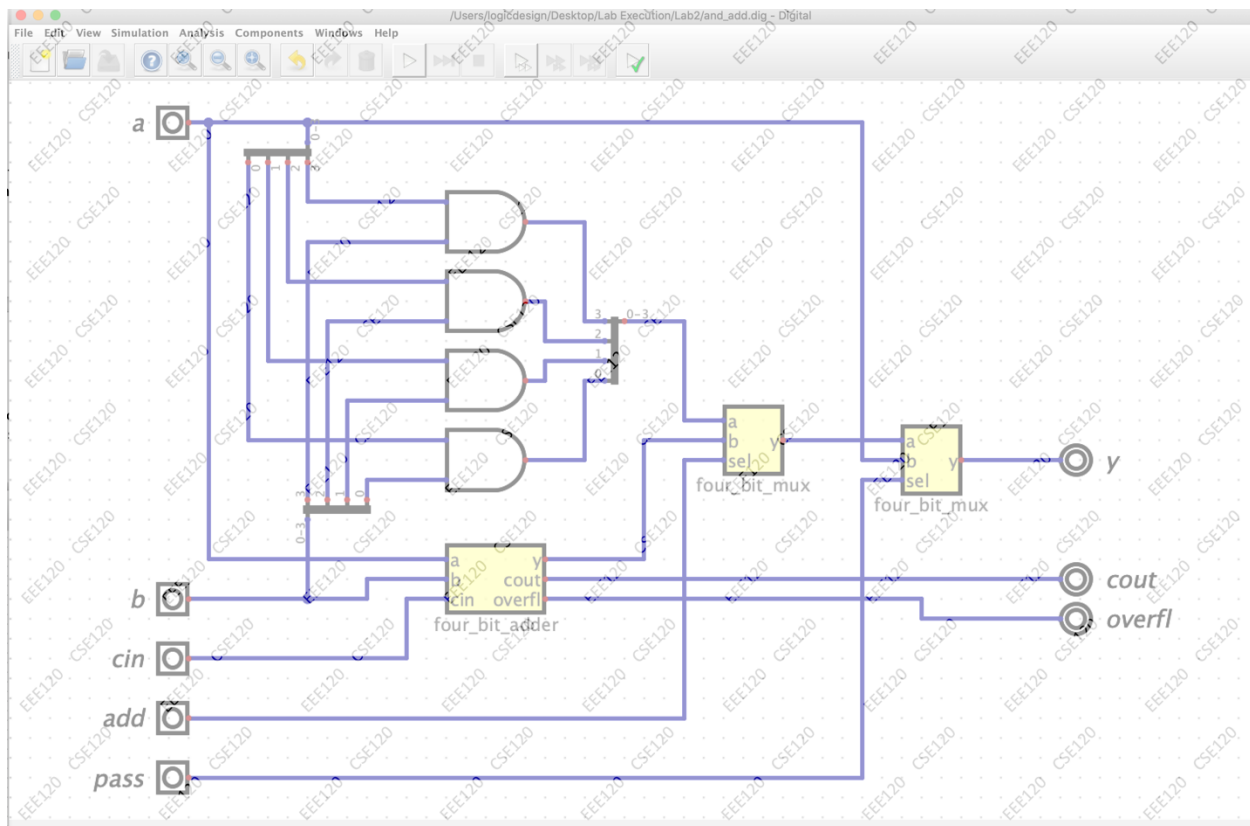 /Users/logicdesign/Desktop/Lab Execution/Lab2/and_add.dig - Digital
File Edit View Simulation Analysis Components Windows Help
a
0-3
0 1 2 3
3 0-3
2
1
0
a
b y
sel
four_bit_mux
a
b y
sel
four_bit_mux
y
3 2 1 0
0-3
a y
b cout
cin overfl
four_bit_adder
b
cout
overfl
cin
add
pass
EEE120 CSE120